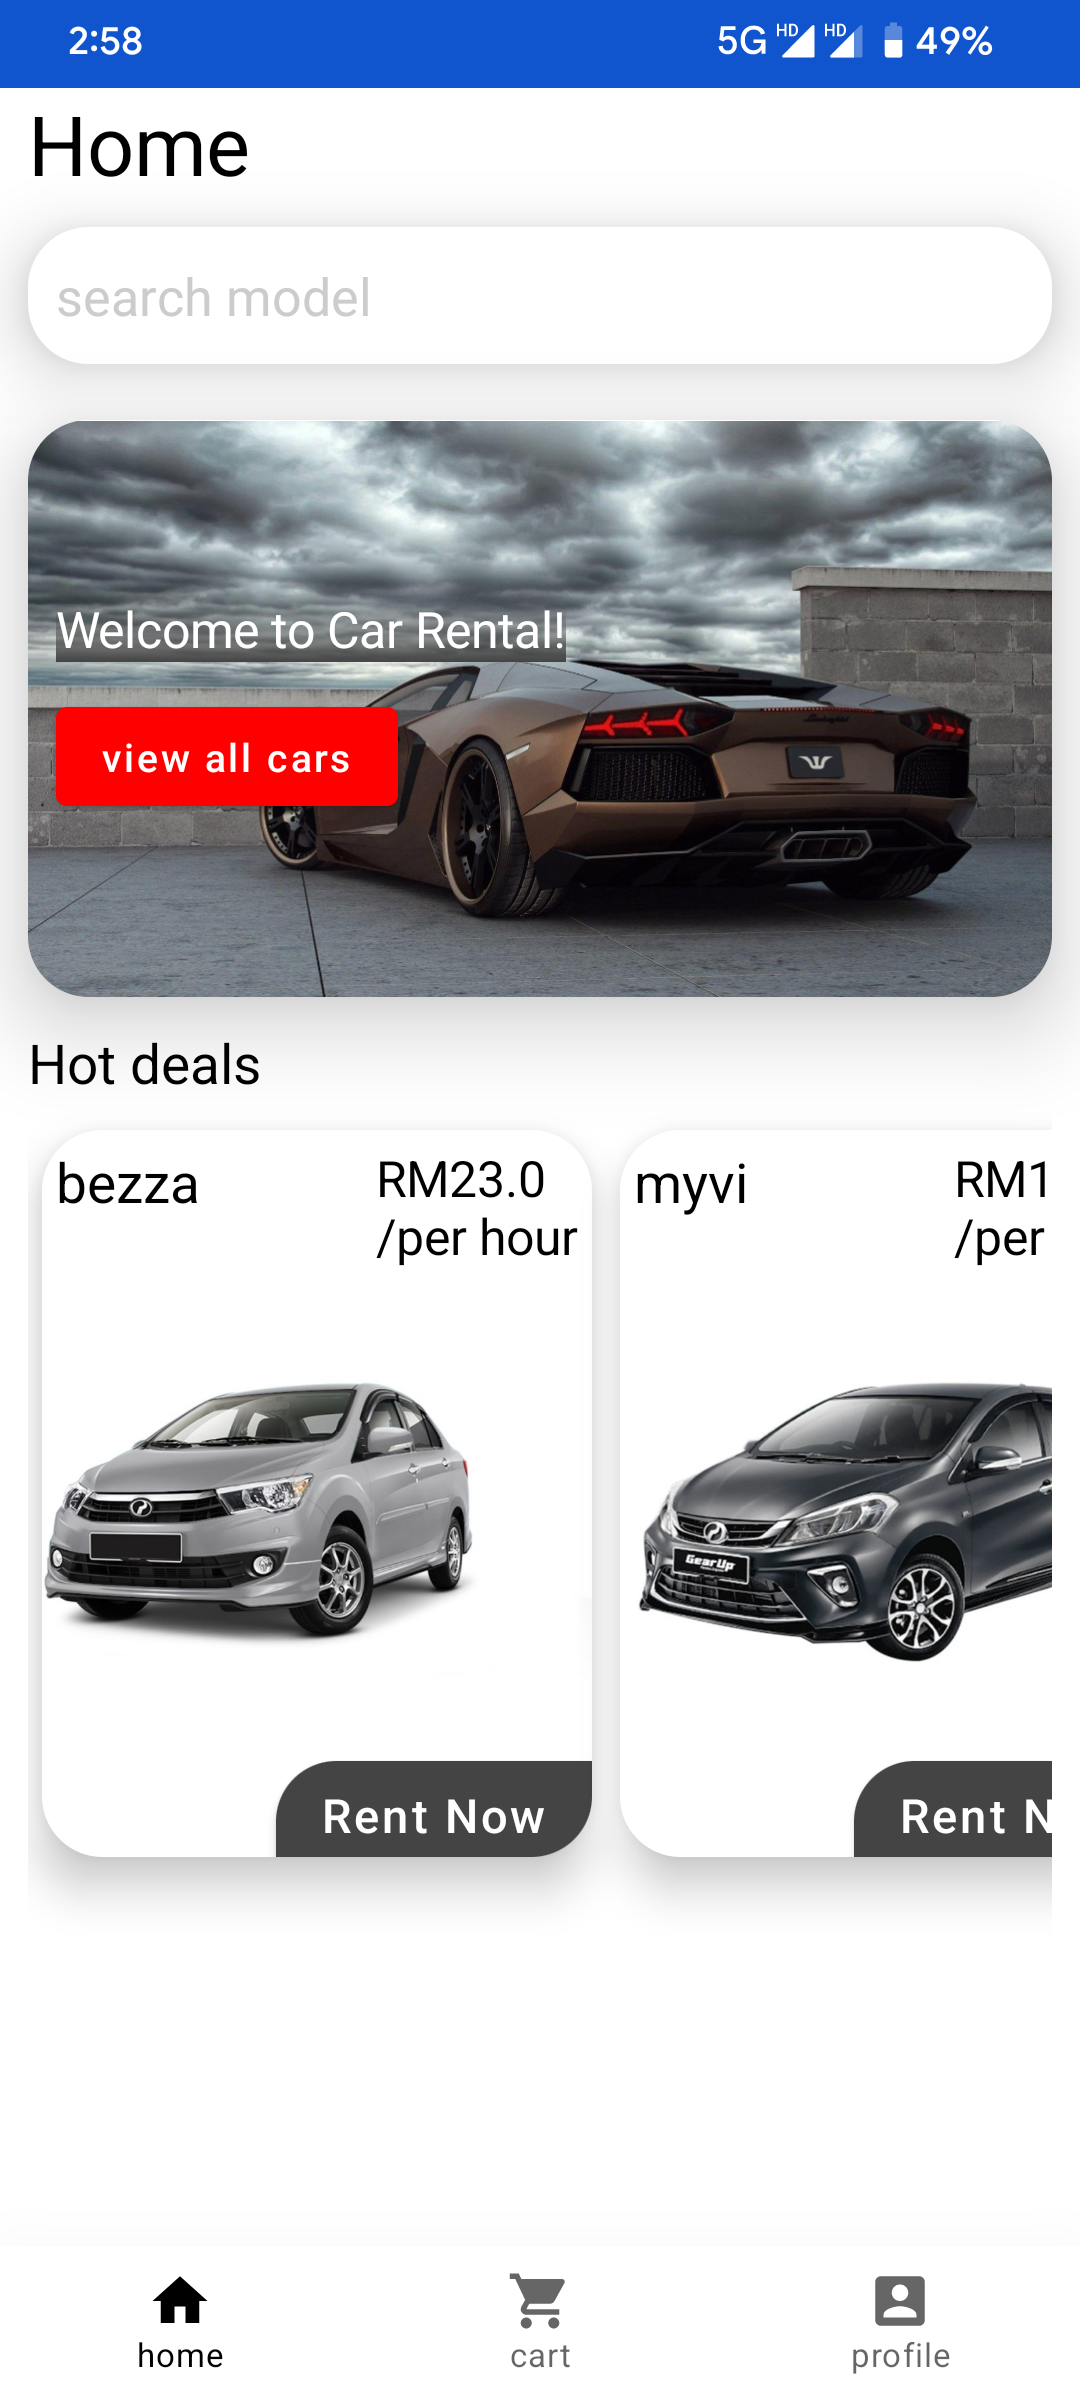 2:58
5G HD HD 49%
Home
search model
Welcome to Car Rental!
view all cars
Hot deals
bezza
RM23.0
/per hour
myvi
RM1
/per
GearUp
Rent Now
Rent N
home
cart
profile